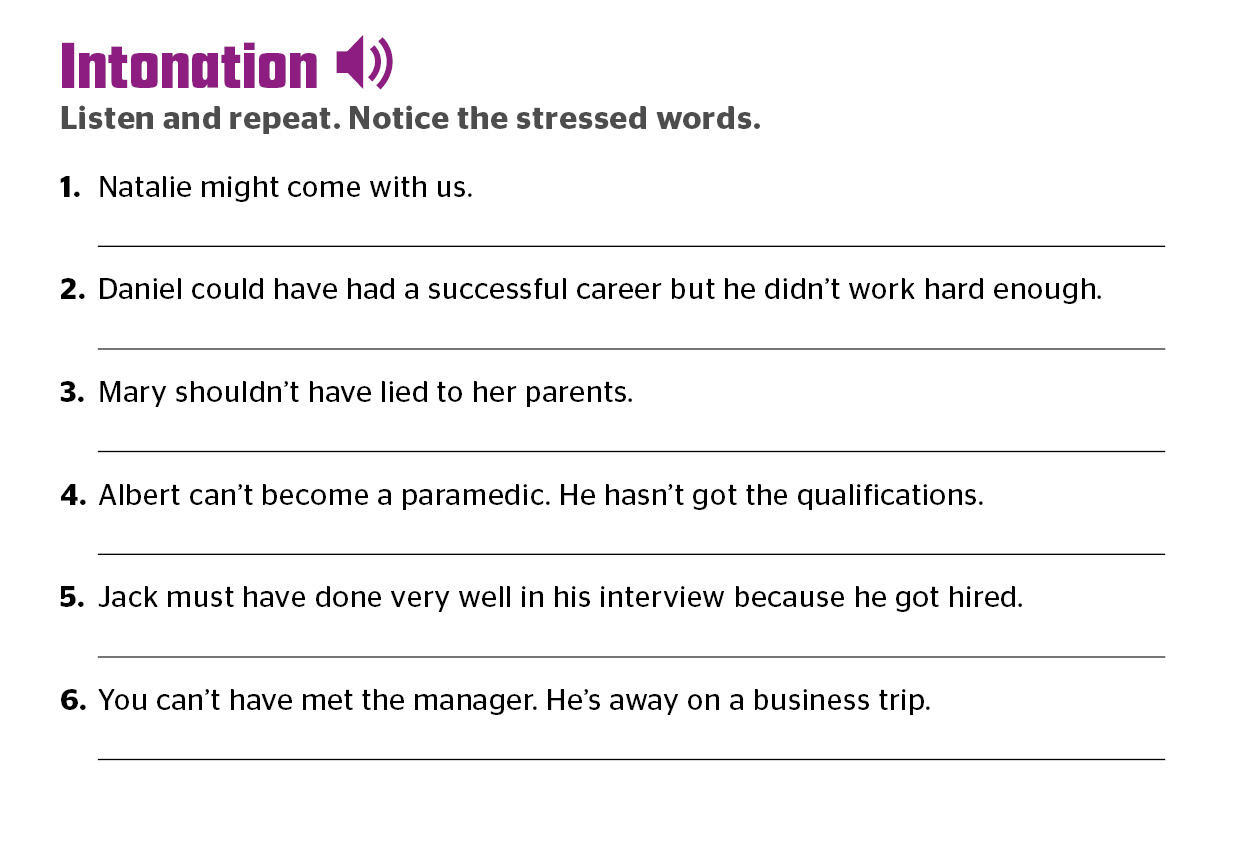 Intonation
Listen and repeat. Notice the stressed words.
1. Natalie might come with us.
2. Daniel could have had a successful career but he didn’t work hard enough.
3. Mary shouldn’t have lied to her parents.
4. Albert can’t become a paramedic. He hasn’t got the qualifications.
5. Jack must have done very well in his interview because he got hired.
6. You can’t have met the manager. He’s away on a business trip.